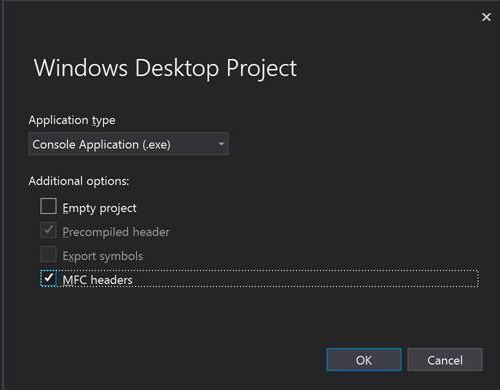 Windows Desktop Project
Application type
Console Application (.exe)
Additional options:
Empty project
Precompiled header
Export symbols
MFC headers
OK Cancel